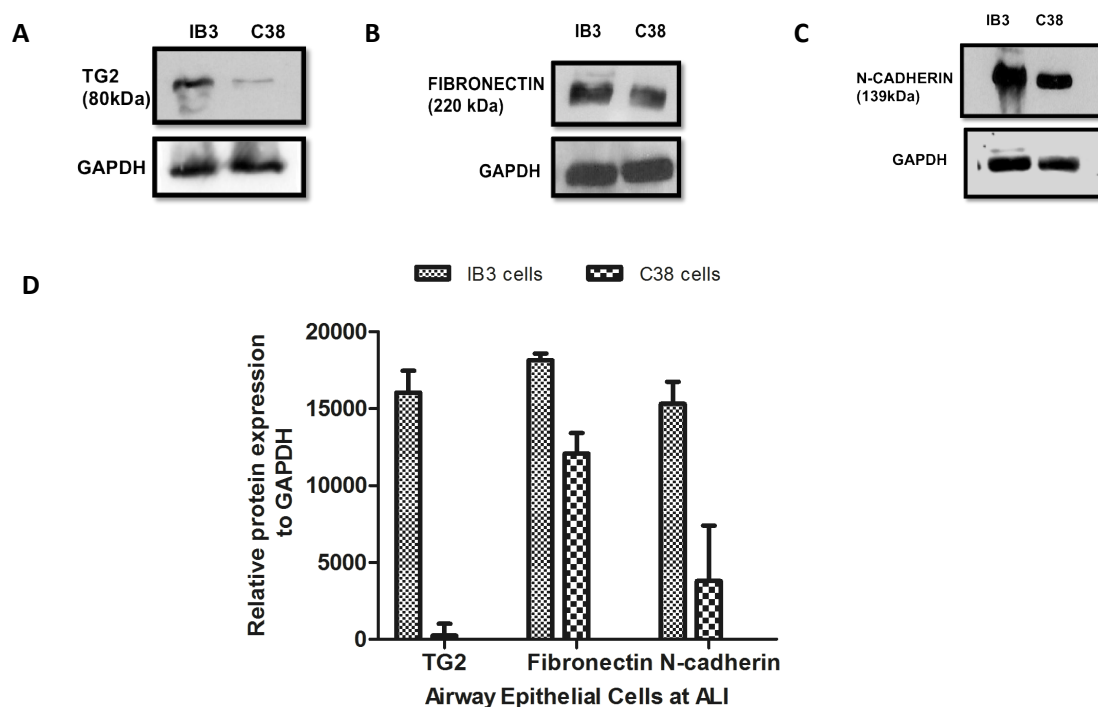 A
IB3 C38
TG2
(80kDa)
GAPDH
B
IB3 C38
FIBRONECTIN
(220 kDa)
GAPDH
C
IB3 C38
N-CADHERIN
(139kDa)
GAPDH
D
IB3 cells C38 cells
Relative protein expression
to GAPDH
20000
15000
10000
5000
0
TG2 Fibronectin N-cadherin
Airway Epithelial Cells at ALI